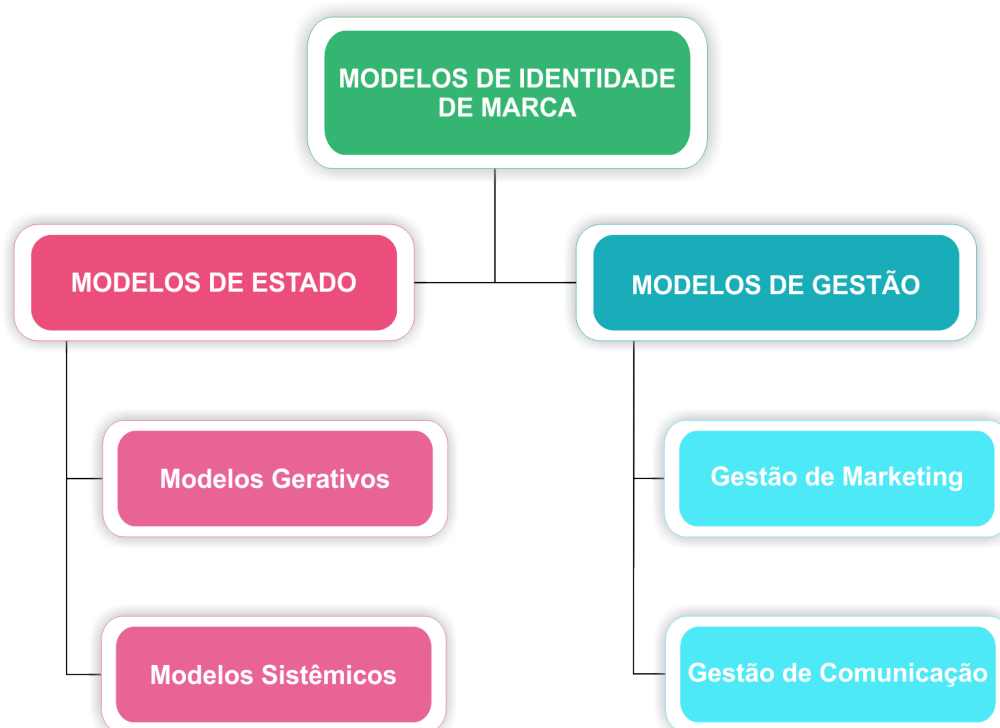 MODELOS DE IDENTIDADE
DE MARCA
MODELOS DE ESTADO
MODELOS DE GESTÃO
Modelos Gerativos
Gestão de Marketing
Modelos Sistêmicos
Gestão de Comunicação